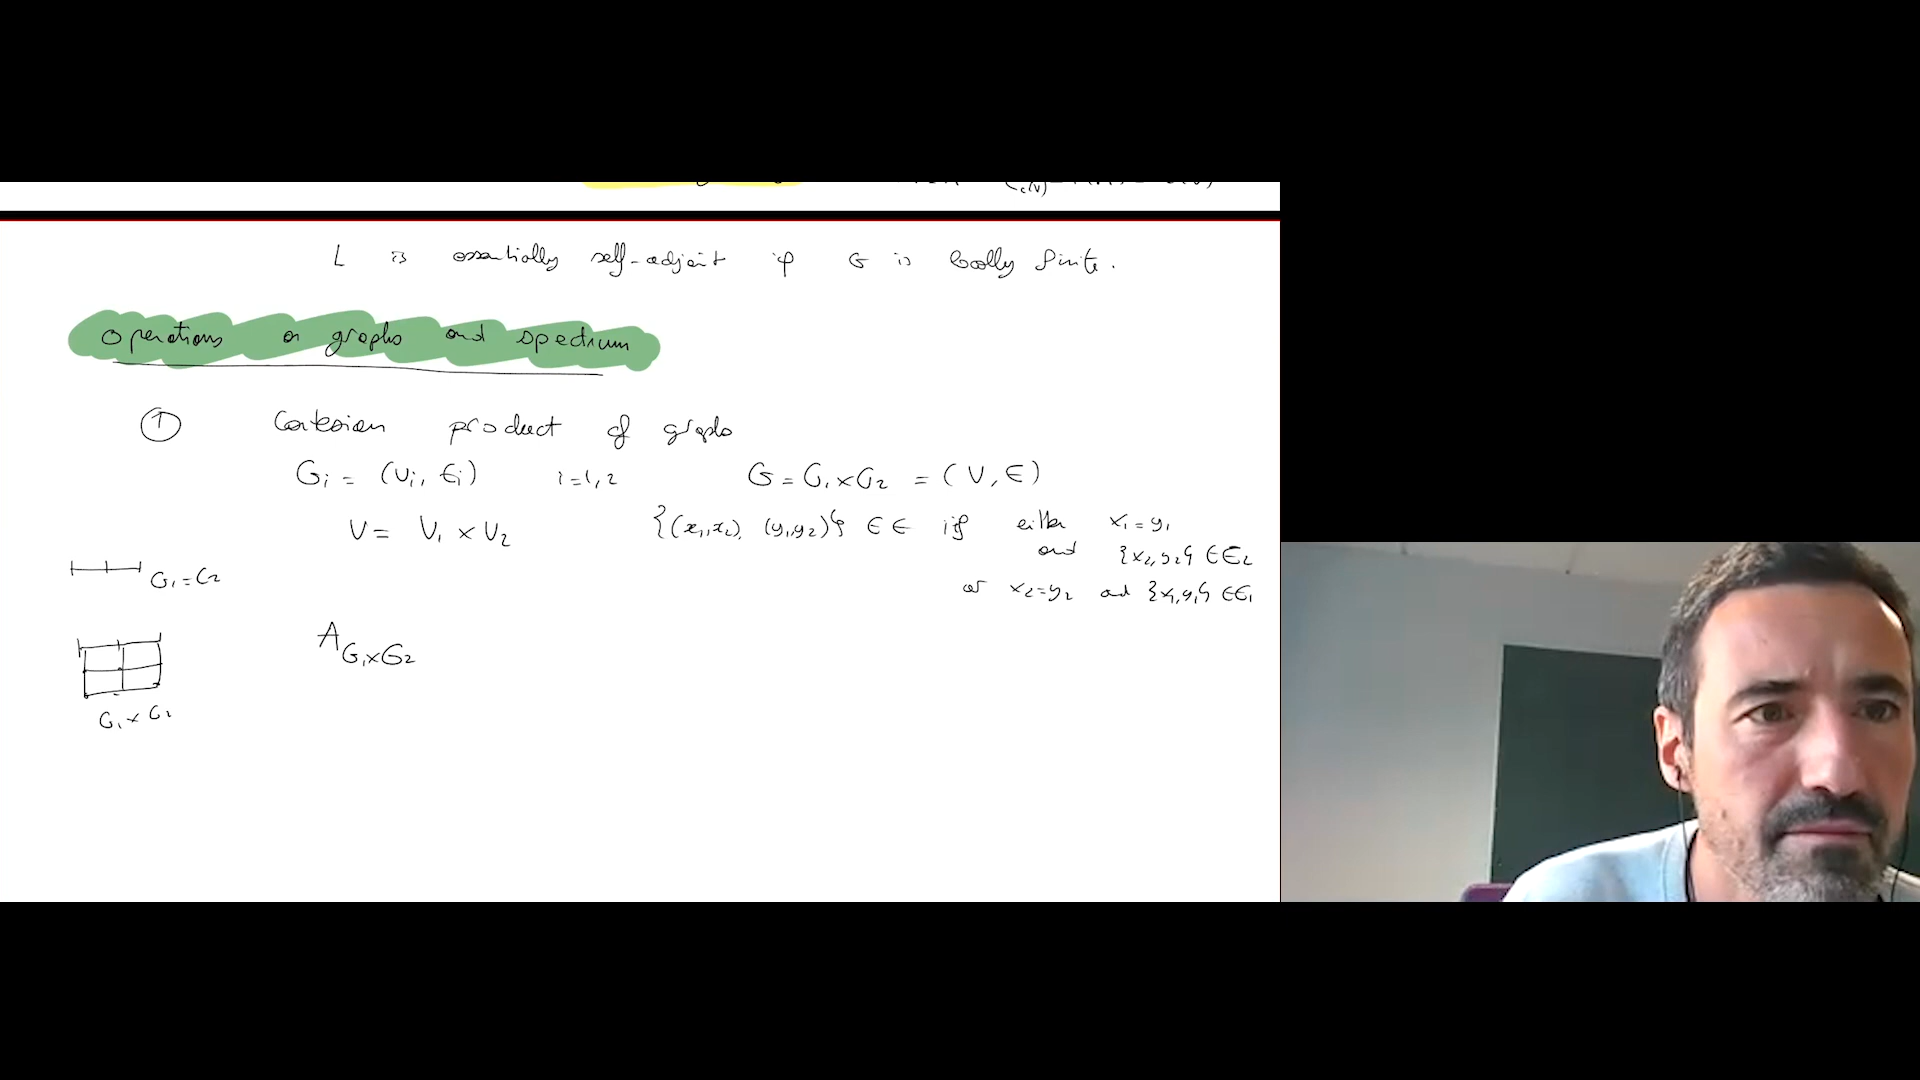 L is essentially self-adjoint if G is locally finite.
Operations on graphs and spectrum
① Cartesian product of graphs
Gi = (Vi, Ei) i=1,2 G = G1×G2 = (V, E)
V = V1 × V2 {(x1,x2), (y1,y2)} ∈ E iff either x1=y1
and {x2,y2} ∈ E2
or x2=y2 and {x1,y1} ∈ E1
G1=G2
A G1×G2
G1 × G2